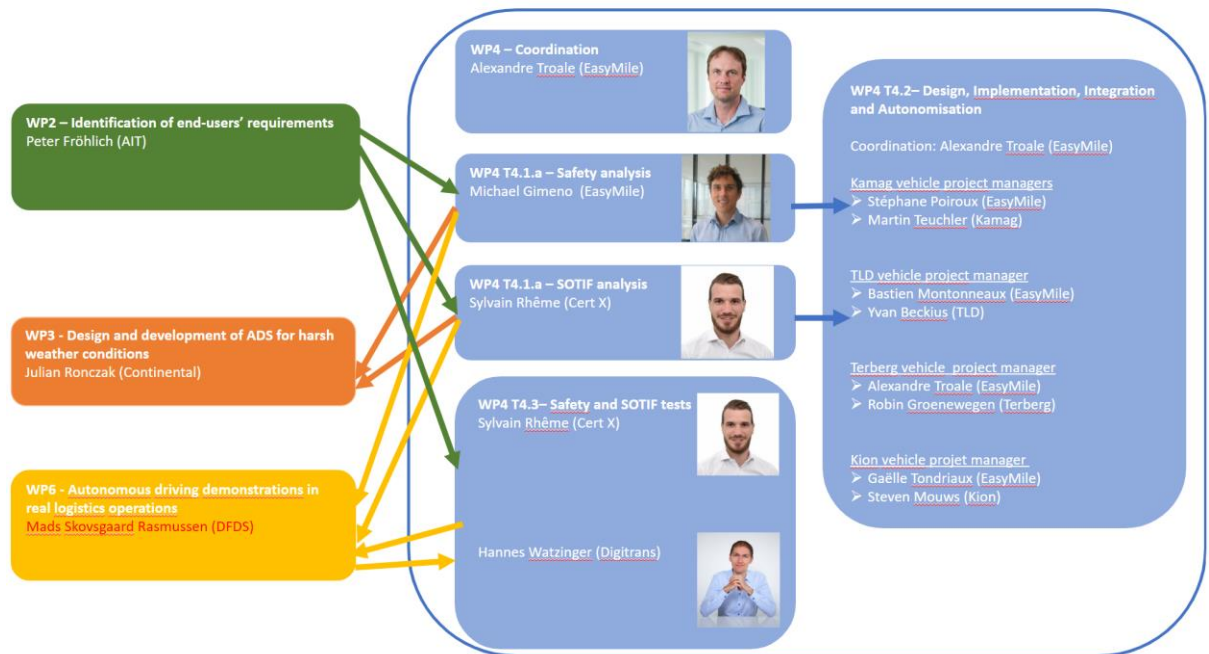 WP2 – Identification of end-users’ requirements
Peter Fröhlich (AIT)
WP3 - Design and development of ADS for harsh
weather conditions
Julian Ronczak (Continental)
WP6 - Autonomous driving demonstrations in
real logistics operations
Mads Skovsgaard Rasmussen (DFDS)
WP4 – Coordination
Alexandre Troale (EasyMile)
WP4 T4.1.a – Safety analysis
Michael Gimeno (EasyMile)
WP4 T4.1.a – SOTIF analysis
Sylvain Rhême (Cert X)
WP4 T4.3– Safety and SOTIF tests
Sylvain Rhême (Cert X)
Hannes Watzinger (Digitrans)
WP4 T4.2– Design, Implementation, Integration
and Autonomisation
Coordination: Alexandre Troale (EasyMile)
Kamag vehicle project managers
➢ Stéphane Poiroux (EasyMile)
➢ Martin Teuchler (Kamag)
TLD vehicle project manager
➢ Bastien Montonneaux (EasyMile)
➢ Yvan Beckius (TLD)
Terberg vehicle project manager
➢ Alexandre Troale (EasyMile)
➢ Robin Groenewegen (Terberg)
Kion vehicle projet manager
➢ Gaëlle Tondriaux (EasyMile)
➢ Steven Mouws (Kion)